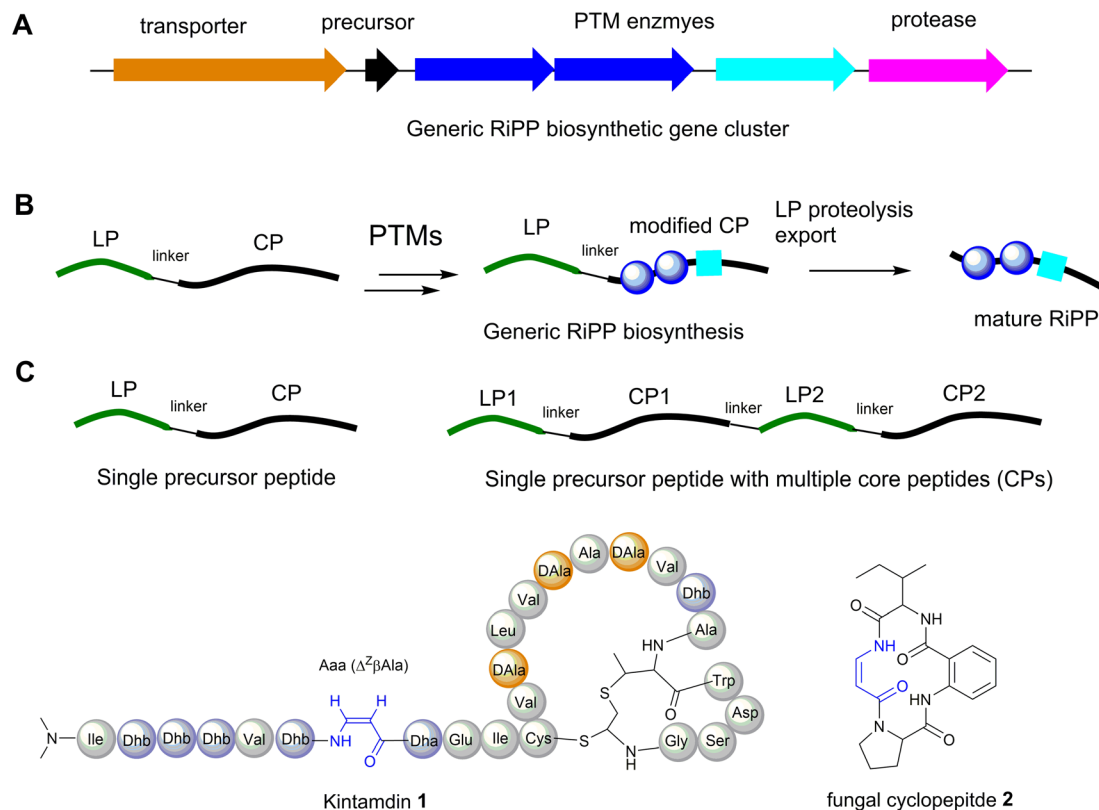 A
transporter
precursor
PTM enzmyes
protease
Generic RiPP biosynthetic gene cluster
B
LP
linker
CP
PTMs
LP
linker
modified CP
LP proteolysis
export
Generic RiPP biosynthesis
mature RiPP
C
LP
linker
CP
LP1
linker
CP1
linker
LP2
linker
CP2
Single precursor peptide
Single precursor peptide with multiple core peptides (CPs)
N
Ile
Dhb
Dhb
Dhb
Val
Dhb
Aaa (ΔZβAla)
H
H
NH
O
Dha
Glu
Ile
Cys
Val
DAla
Leu
Val
DAla
Ala
DAla
Val
Dhb
Ala
HN
O
S
S
N
H
Gly
Ser
Asp
Trp
Kintamdin 1
O
NH
HN
O
O
H
N
N
O
fungal cyclopepitde 2